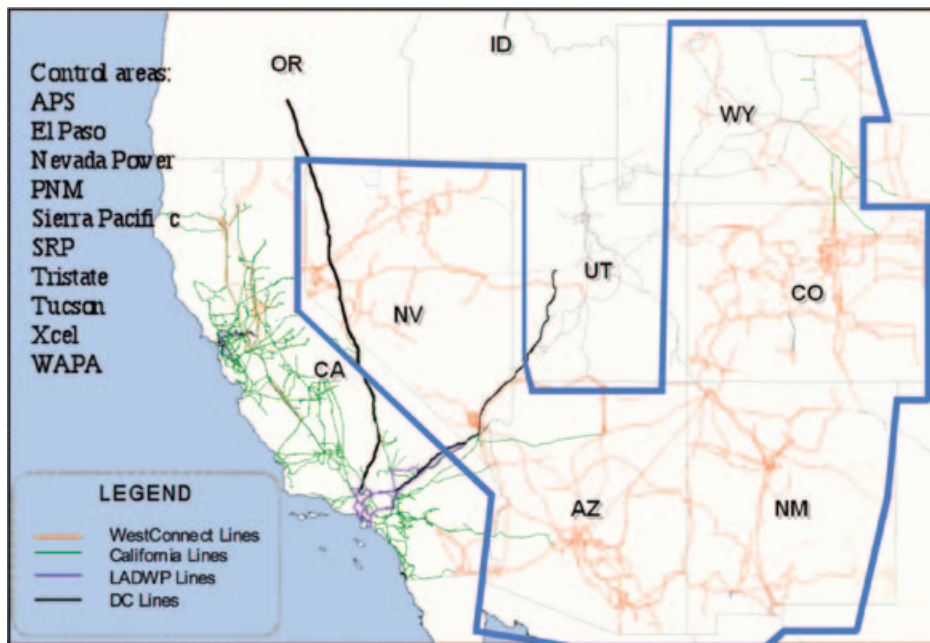 Control areas:
APS
El Paso
Nevada Power
PNM
Sierra Pacific c
SRP
Tristate
Tucson
Xcel
WAPA
OR
ID
WY
UT
CO
NV
CA
AZ
NM
LEGEND
WestConnect Lines
California Lines
LADWP Lines
DC Lines